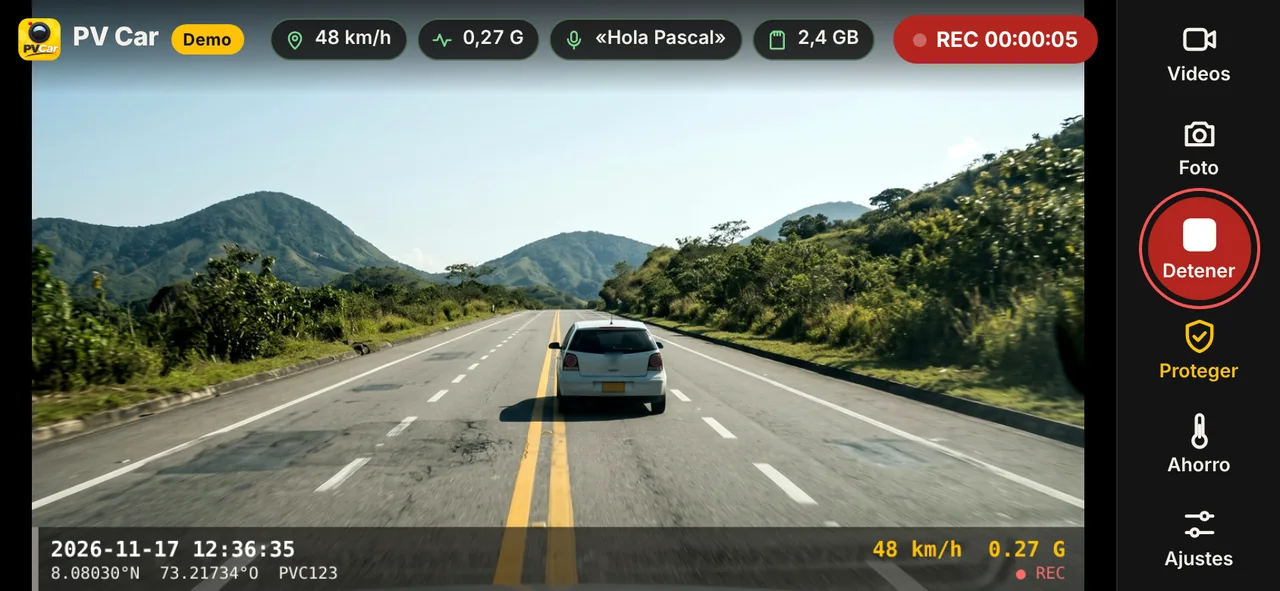 PV Car
PV Car Demo
48 km/h
0,27 G
«Hola Pascal»
2,4 GB
REC 00:00:05
Videos
Foto
Detener
Proteger
Ahorro
Ajustes
2026-11-17 12:36:35
8.08030°N 73.21734°O PVC123
48 km/h 0.27 G
REC